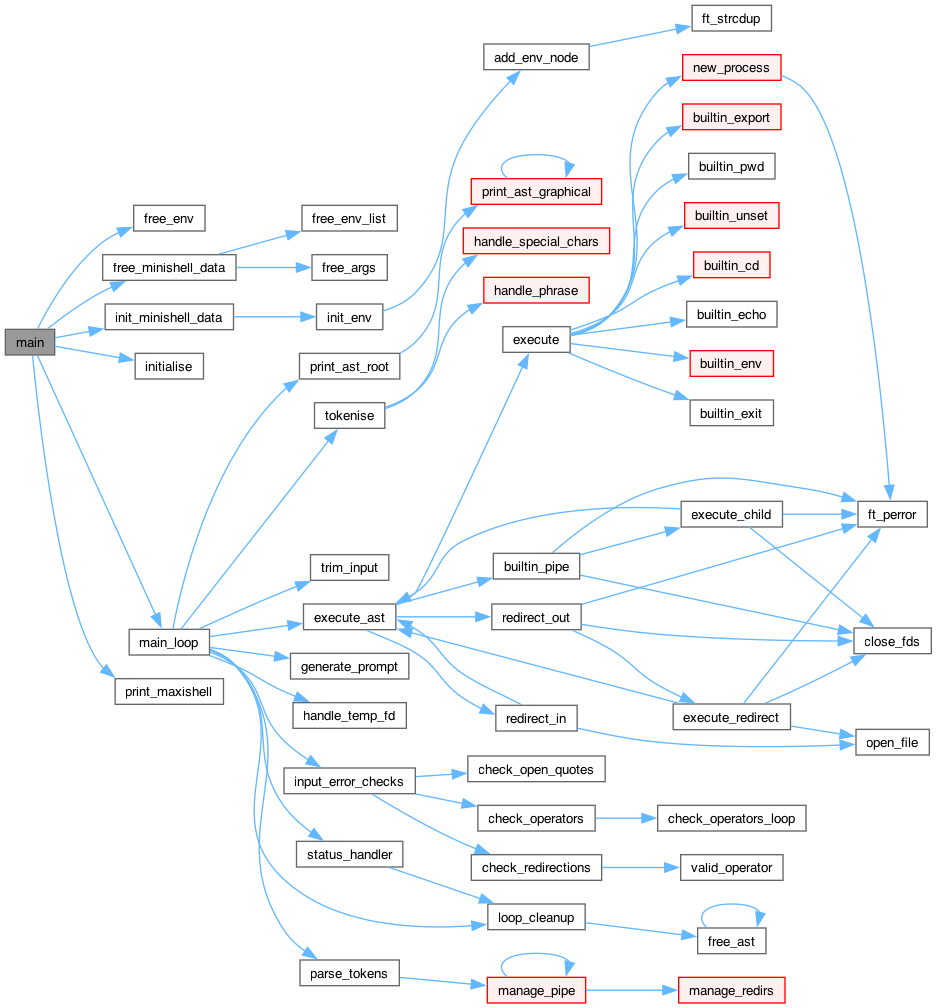 ft_strcdup
add_env_node
new_process
builtin_export
builtin_pwd
print_ast_graphical
free_env
free_env_list
builtin_unset
handle_special_chars
free_minishell_data
free_args
builtin_cd
handle_phrase
init_minishell_data
init_env
builtin_echo
main
execute
initialise
print_ast_root
builtin_env
tokenise
builtin_exit
execute_child
ft_perror
trim_input
builtin_pipe
execute_ast
redirect_out
main_loop
close_fds
generate_prompt
print_maxishell
handle_temp_fd
redirect_in
execute_redirect
open_file
input_error_checks
check_open_quotes
check_operators
check_operators_loop
status_handler
check_redirections
valid_operator
loop_cleanup
free_ast
parse_tokens
manage_pipe
manage_redirs